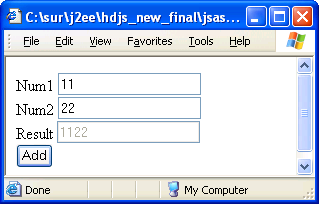 C:\sur\j2ee\hdjs_new_final\jsas...
File Edit View Favorites Tools Help
Num1 11
Num2 22
Result 1122
Add
Done My Computer